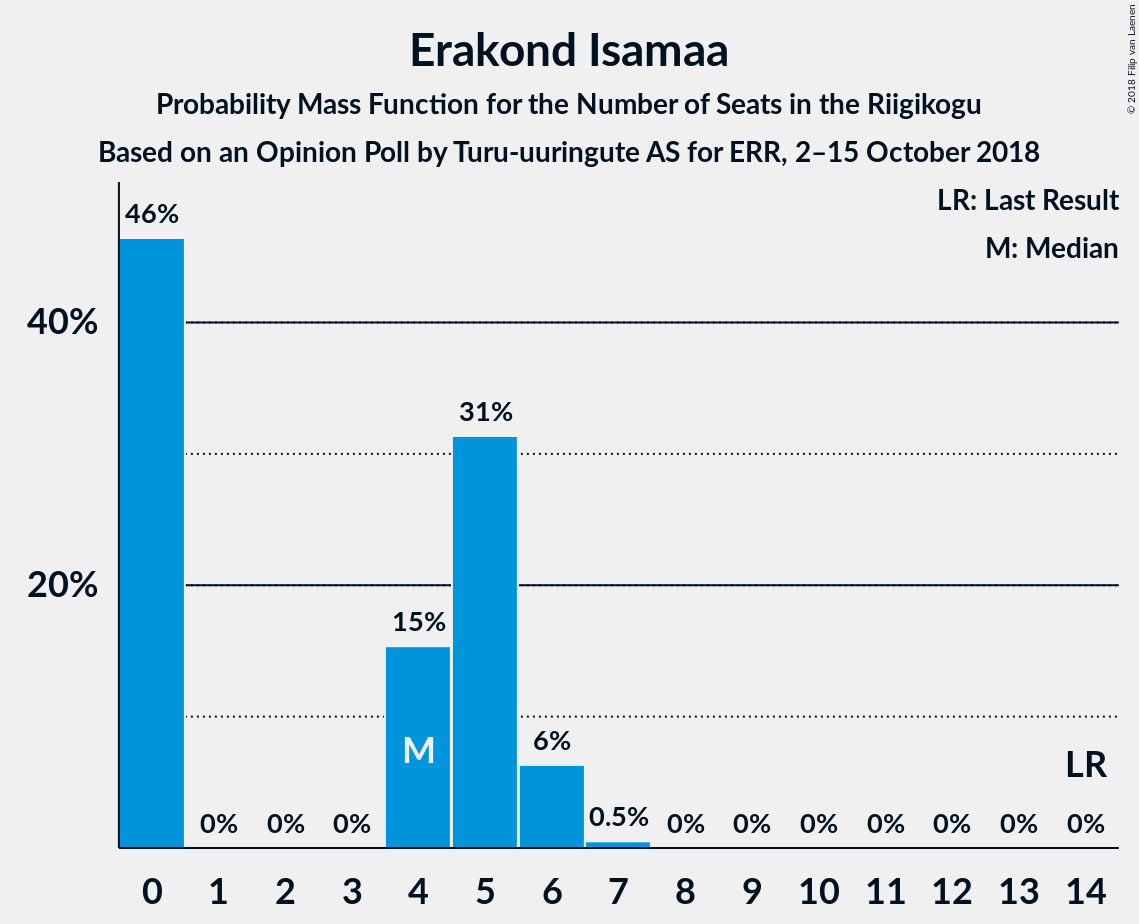 Erakond Isamaa
Probability Mass Function for the Number of Seats in the Riigikogu
Based on an Opinion Poll by Turu-uuringute AS for ERR, 2–15 October 2018
© 2018 Filip van Laenen
LR: Last Result
M: Median
46%
40%
31%
20%
15%
M
6%
LR
0% 0% 0% 0.5% 0% 0% 0% 0% 0% 0% 0%
0 1 2 3 4 5 6 7 8 9 10 11 12 13 14